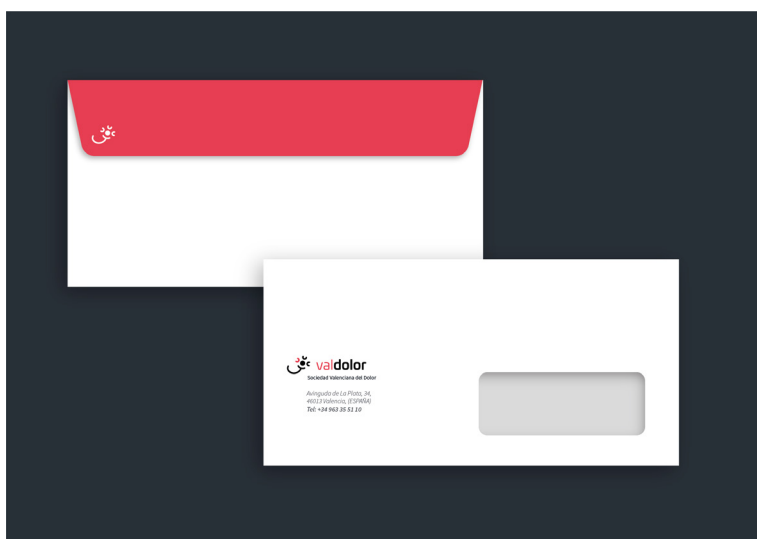 valdolor
Sociedad Valenciana del Dolor
Avinguda de La Plata, 34,
46013 Valencia, (ESPAÑA)
Tel: +34 963 35 51 10